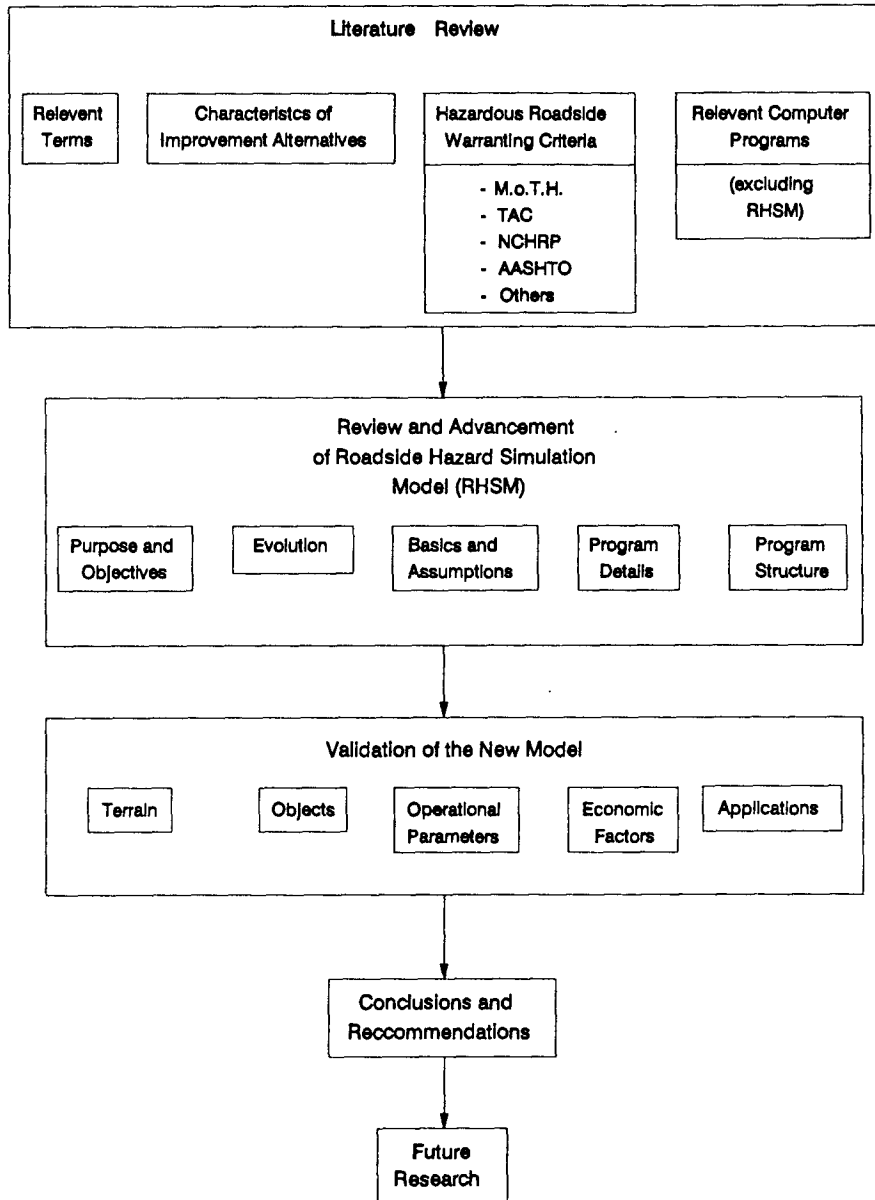 Literature Review
Relevent
Terms
Characteristcs of
Improvement Alternatives
Hazardous Roadside
Warranting Criteria
- M.o.T.H.
- TAC
- NCHRP
- AASHTO
- Others
Relevent Computer
Programs
(excluding
RHSM)
Review and Advancement
of Roadside Hazard Simulation
Model (RHSM)
Purpose and
Objectives
Evolution
Basics and
Assumptions
Program
Details
Program
Structure
Validation of the New Model
Terrain
Objects
Operational
Parameters
Economic
Factors
Applications
Conclusions and
Reccommendations
Future
Research